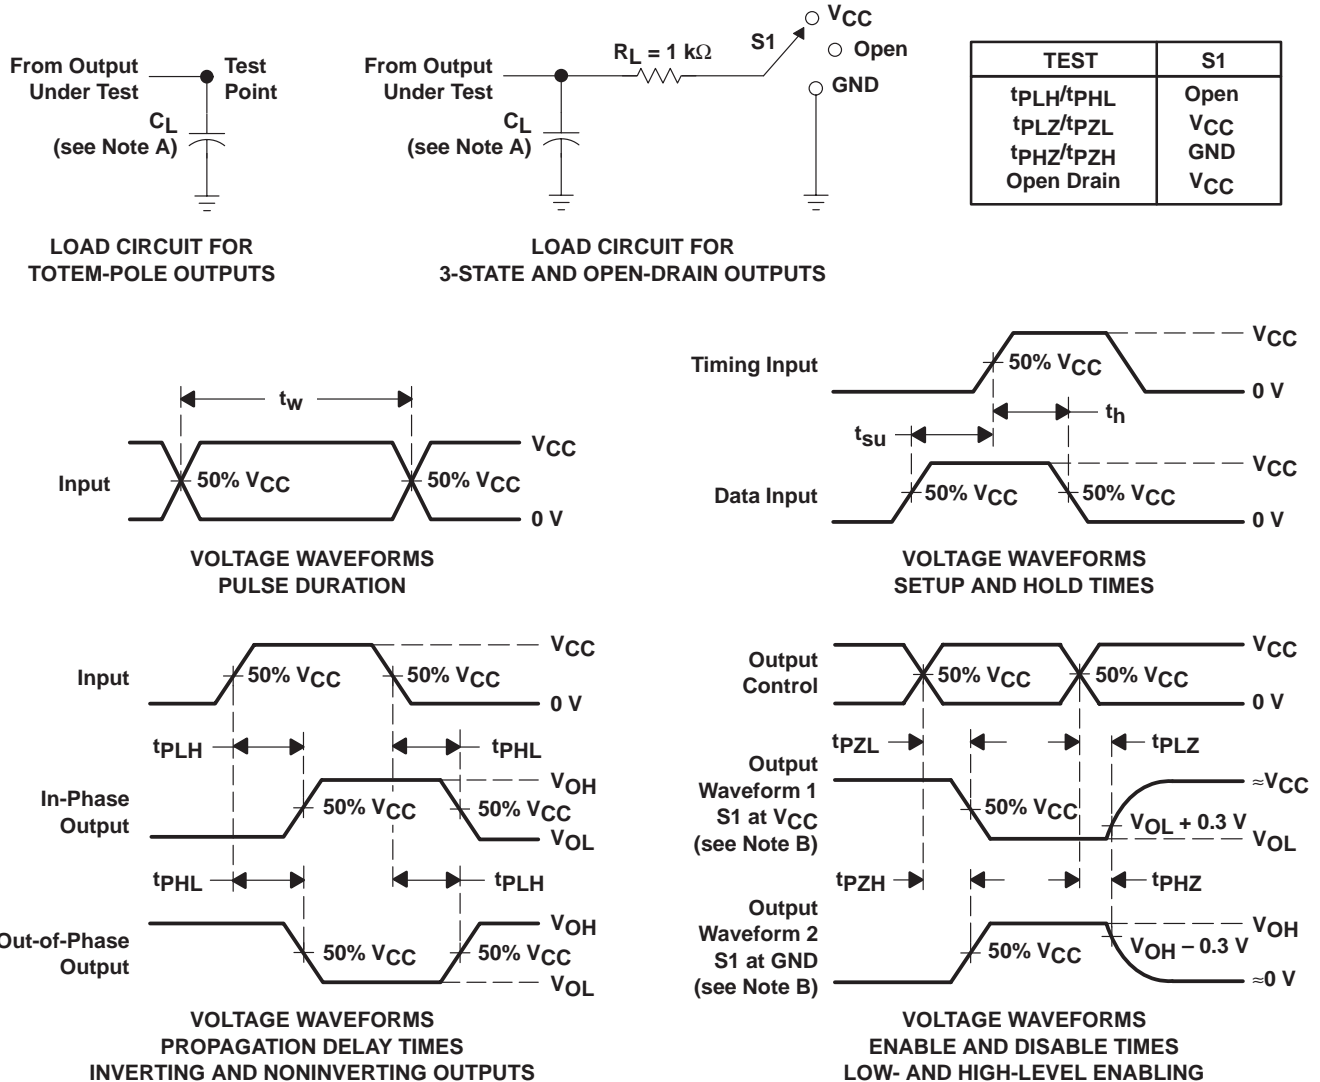 From Output
Under Test
Test
Point
CL
(see Note A)
LOAD CIRCUIT FOR
TOTEM-POLE OUTPUTS
From Output
Under Test
RL = 1 kΩ
S1
VCC
Open
GND
CL
(see Note A)
LOAD CIRCUIT FOR
3-STATE AND OPEN-DRAIN OUTPUTS
TEST S1
tPLH/tPHL Open
tPLZ/tPZL VCC
tPHZ/tPZH GND
Open Drain VCC
tw
Input
50% VCC
50% VCC
VCC
0 V
VOLTAGE WAVEFORMS
PULSE DURATION
Timing Input
50% VCC
VCC
0 V
th
tsu
Data Input
50% VCC
50% VCC
VCC
0 V
VOLTAGE WAVEFORMS
SETUP AND HOLD TIMES
Input
50% VCC
50% VCC
VCC
0 V
tPLH
tPHL
In-Phase
Output
50% VCC
50% VCC
VOH
VOL
tPHL
tPLH
Out-of-Phase
Output
50% VCC
50% VCC
VOH
VOL
VOLTAGE WAVEFORMS
PROPAGATION DELAY TIMES
INVERTING AND NONINVERTING OUTPUTS
Output
Control
50% VCC
50% VCC
VCC
0 V
tPZL
tPLZ
Output
Waveform 1
S1 at VCC
(see Note B)
50% VCC
≈VCC
VOL + 0.3 V
VOL
tPZH
tPHZ
Output
Waveform 2
S1 at GND
(see Note B)
50% VCC
VOH
VOH − 0.3 V
≈0 V
VOLTAGE WAVEFORMS
ENABLE AND DISABLE TIMES
LOW- AND HIGH-LEVEL ENABLING